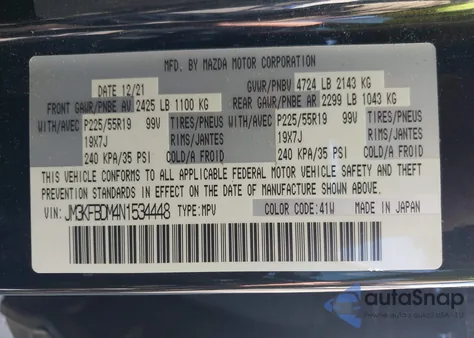 MFD. BY MAZDA MOTOR CORPORATION
DATE 12/21 GVWR/PNBV 4724 LB 2143 KG
FRONT GAWR/PNBE AV 2425 LB 1100 KG REAR GAWR/PNBE AR 2299 LB 1043 KG
WITH/AVEC P225/55R19 99V TIRES/PNEUS WITH/AVEC P225/55R19 99V TIRES/PNEUS
19X7J RIMS/JANTES 19X7J RIMS/JANTES
240 KPA/35 PSI COLD/A FROID 240 KPA/35 PSI COLD/A FROID
THIS VEHICLE CONFORMS TO ALL APPLICABLE FEDERAL MOTOR VEHICLE SAFETY AND THEFT
PREVENTION STANDARDS IN EFFECT ON THE DATE OF MANUFACTURE SHOWN ABOVE.
VIN: JM3KFBDM4N1534448 TYPE: MPV COLOR CODE: 41W MADE IN JAPAN
autoSnap